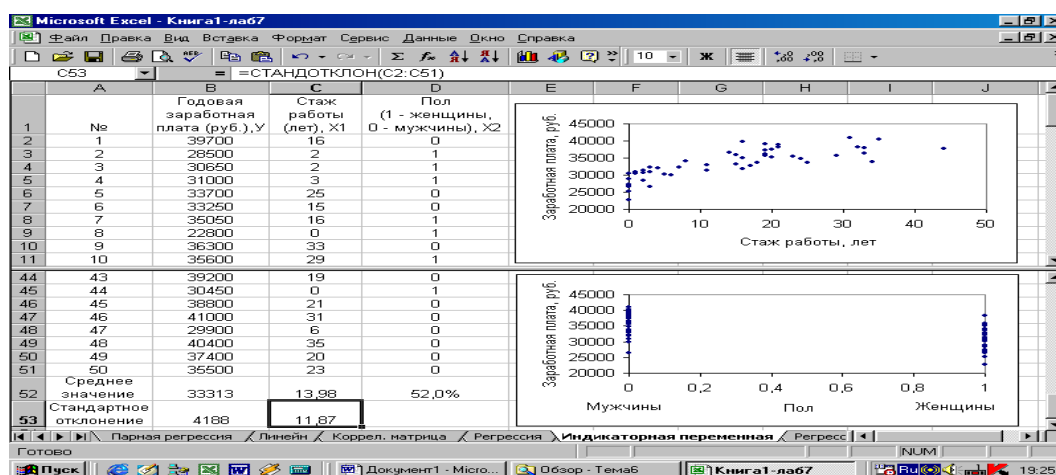 Microsoft Excel - Книга1-лаб7
Файл Правка Вид Вставка Формат Сервис Данные Окно Справка
10 Ж
C53 = =СТАНДОТКЛОН(C2:C51)
A B C D E F G H I J
1 № Годовая заработная плата (руб.),У Стаж работы (лет), X1 Пол (1 - женщины, 0 - мужчины), X2
2 1 39700 16 0
3 2 28500 2 1
4 3 30650 2 1
5 4 31000 3 1
6 5 33700 25 0
7 6 33250 15 0
8 7 35050 16 1
9 8 22800 0 1
10 9 36300 33 0
11 10 35600 29 1
44 43 39200 19 0
45 44 30450 0 1
46 45 38800 21 0
47 46 41000 31 0
48 47 29900 6 0
49 48 40400 35 0
50 49 37400 20 0
51 50 35500 23 0
52 Среднее значение 33313 13,98 52,0%
53 Стандартное отклонение 4188 11,87
Заработная плата, руб.
45000
40000
35000
30000
25000
20000
0 10 20 30 40 50
Стаж работы, лет
Заработная плата, руб.
45000
40000
35000
30000
25000
20000
0 0,2 0,4 0,6 0,8 1
Мужчины Пол Женщины
Парная регрессия Линейн Коррел. матрица Регрессия Индикаторная переменная Регресс
Готово NUM
Пуск Документ1 - Micro... Обзор - Тема6 Книга1-лаб7 Ru 19:25